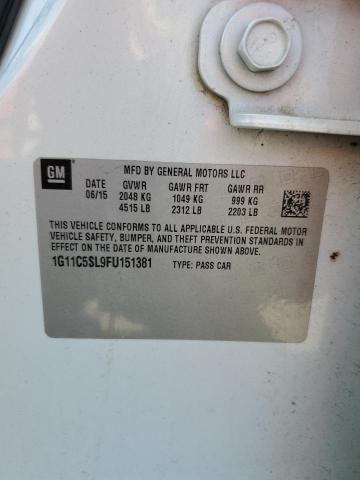 GM
MFD BY GENERAL MOTORS LLC
DATE GVWR GAWR FRT GAWR RR
06/15 2048 KG 1049 KG 999 KG
4515 LB 2312 LB 2203 LB
THIS VEHICLE CONFORMS TO ALL APPLICABLE U.S. FEDERAL MOTOR
VEHICLE SAFETY, BUMPER, AND THEFT PREVENTION STANDARDS IN
EFFECT ON THE DATE OF MANUFACTURE SHOWN ABOVE.
1G11C5SL9FU151381 TYPE: PASS CAR